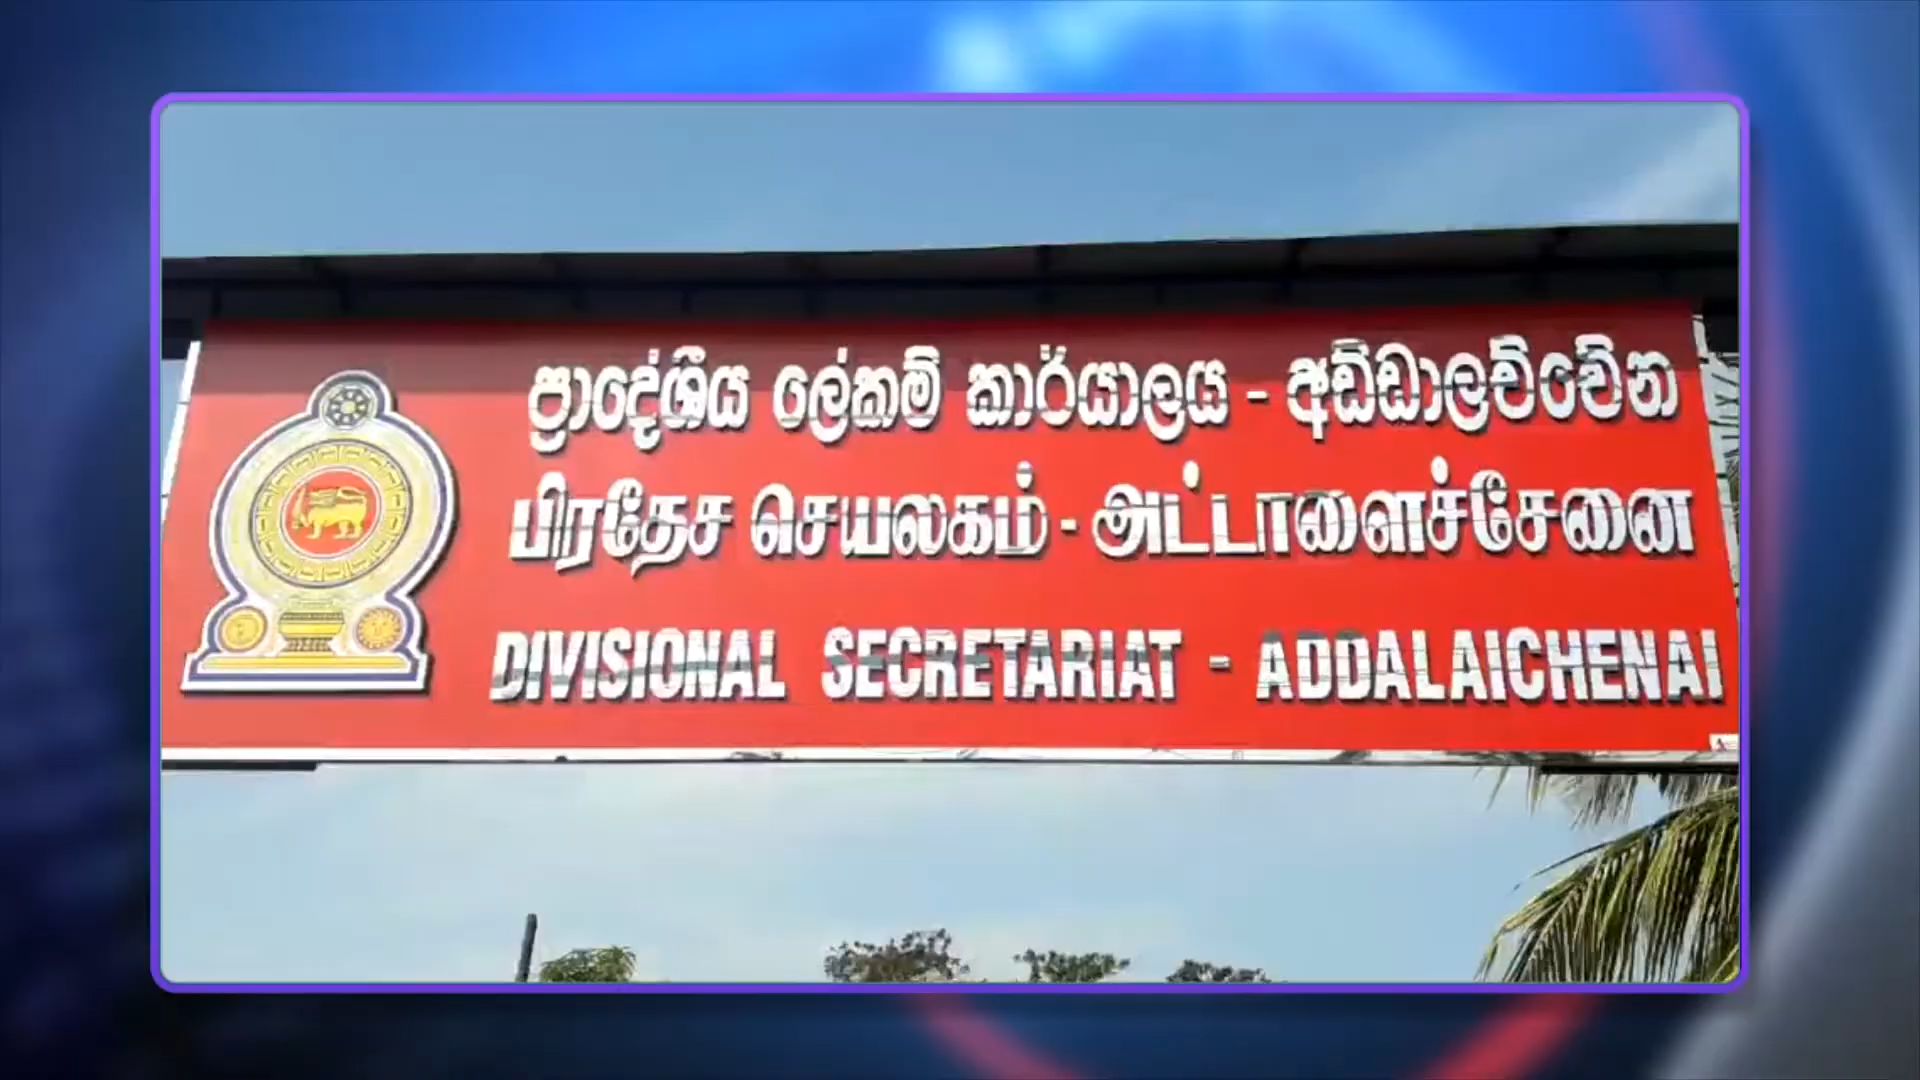 ප්‍රාදේශීය ලේකම් කාර්යාලය - අඩ්ඩාලච්චේන
பிரதேச செயலகம் - அட்டாளைச்சேனை
DIVISIONAL SECRETARIAT - ADDALAICHENAI